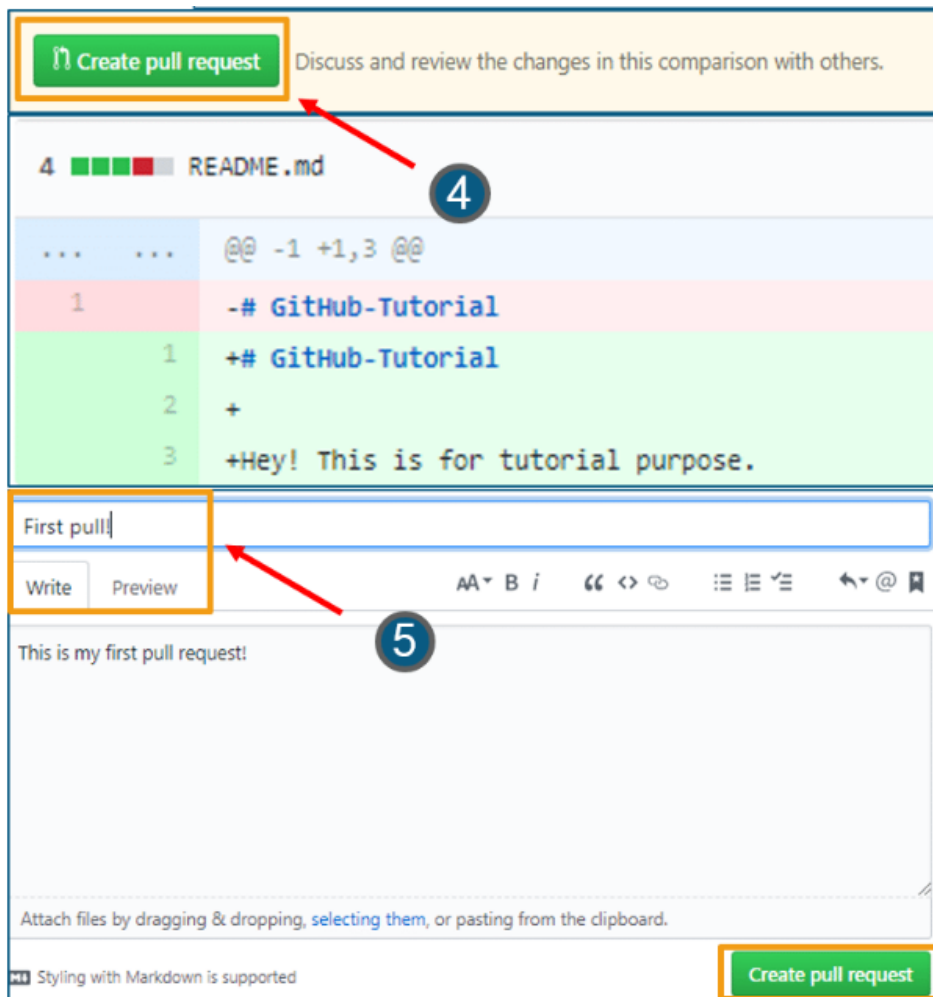 Create pull request Discuss and review the changes in this comparison with others.
4 README.md
4
... ... @@ -1 +1,3 @@
1 -# GitHub-Tutorial
1 +# GitHub-Tutorial
2 +
3 +Hey! This is for tutorial purpose.
First pull!
Write Preview AA B i “ <> @
5
This is my first pull request!
Attach files by dragging & dropping, selecting them, or pasting from the clipboard.
M↓ Styling with Markdown is supported Create pull request